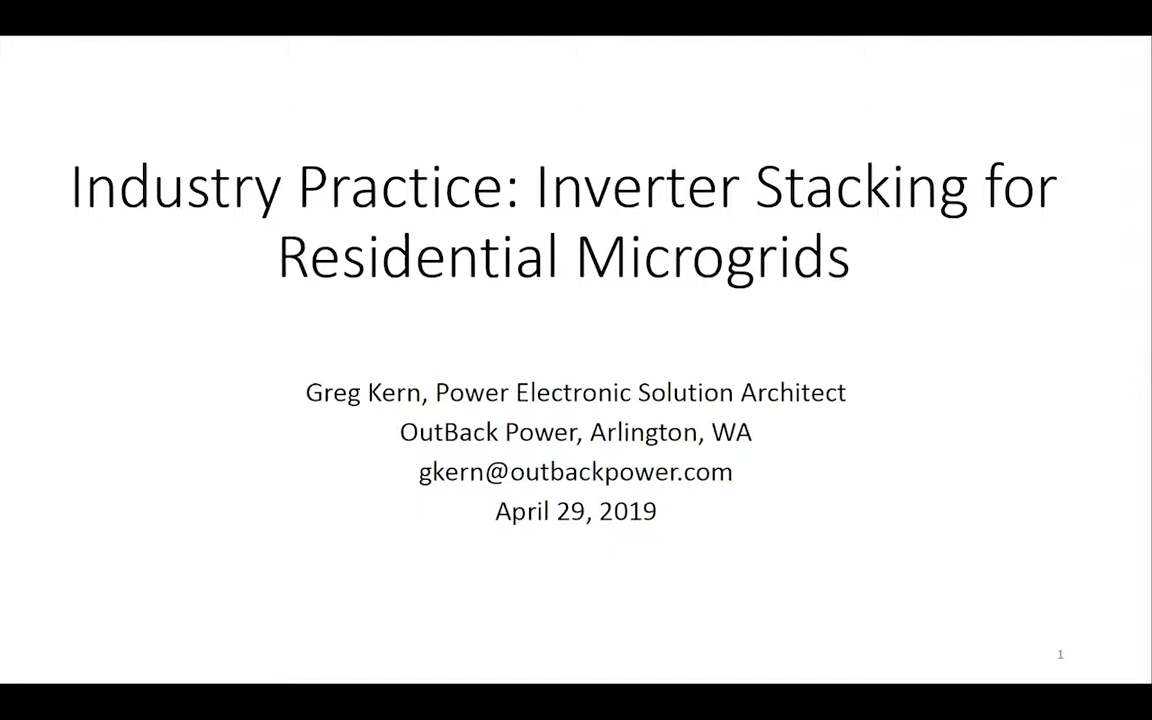 Industry Practice: Inverter Stacking for
Residential Microgrids
Greg Kern, Power Electronic Solution Architect
OutBack Power, Arlington, WA
gkern@outbackpower.com
April 29, 2019
1